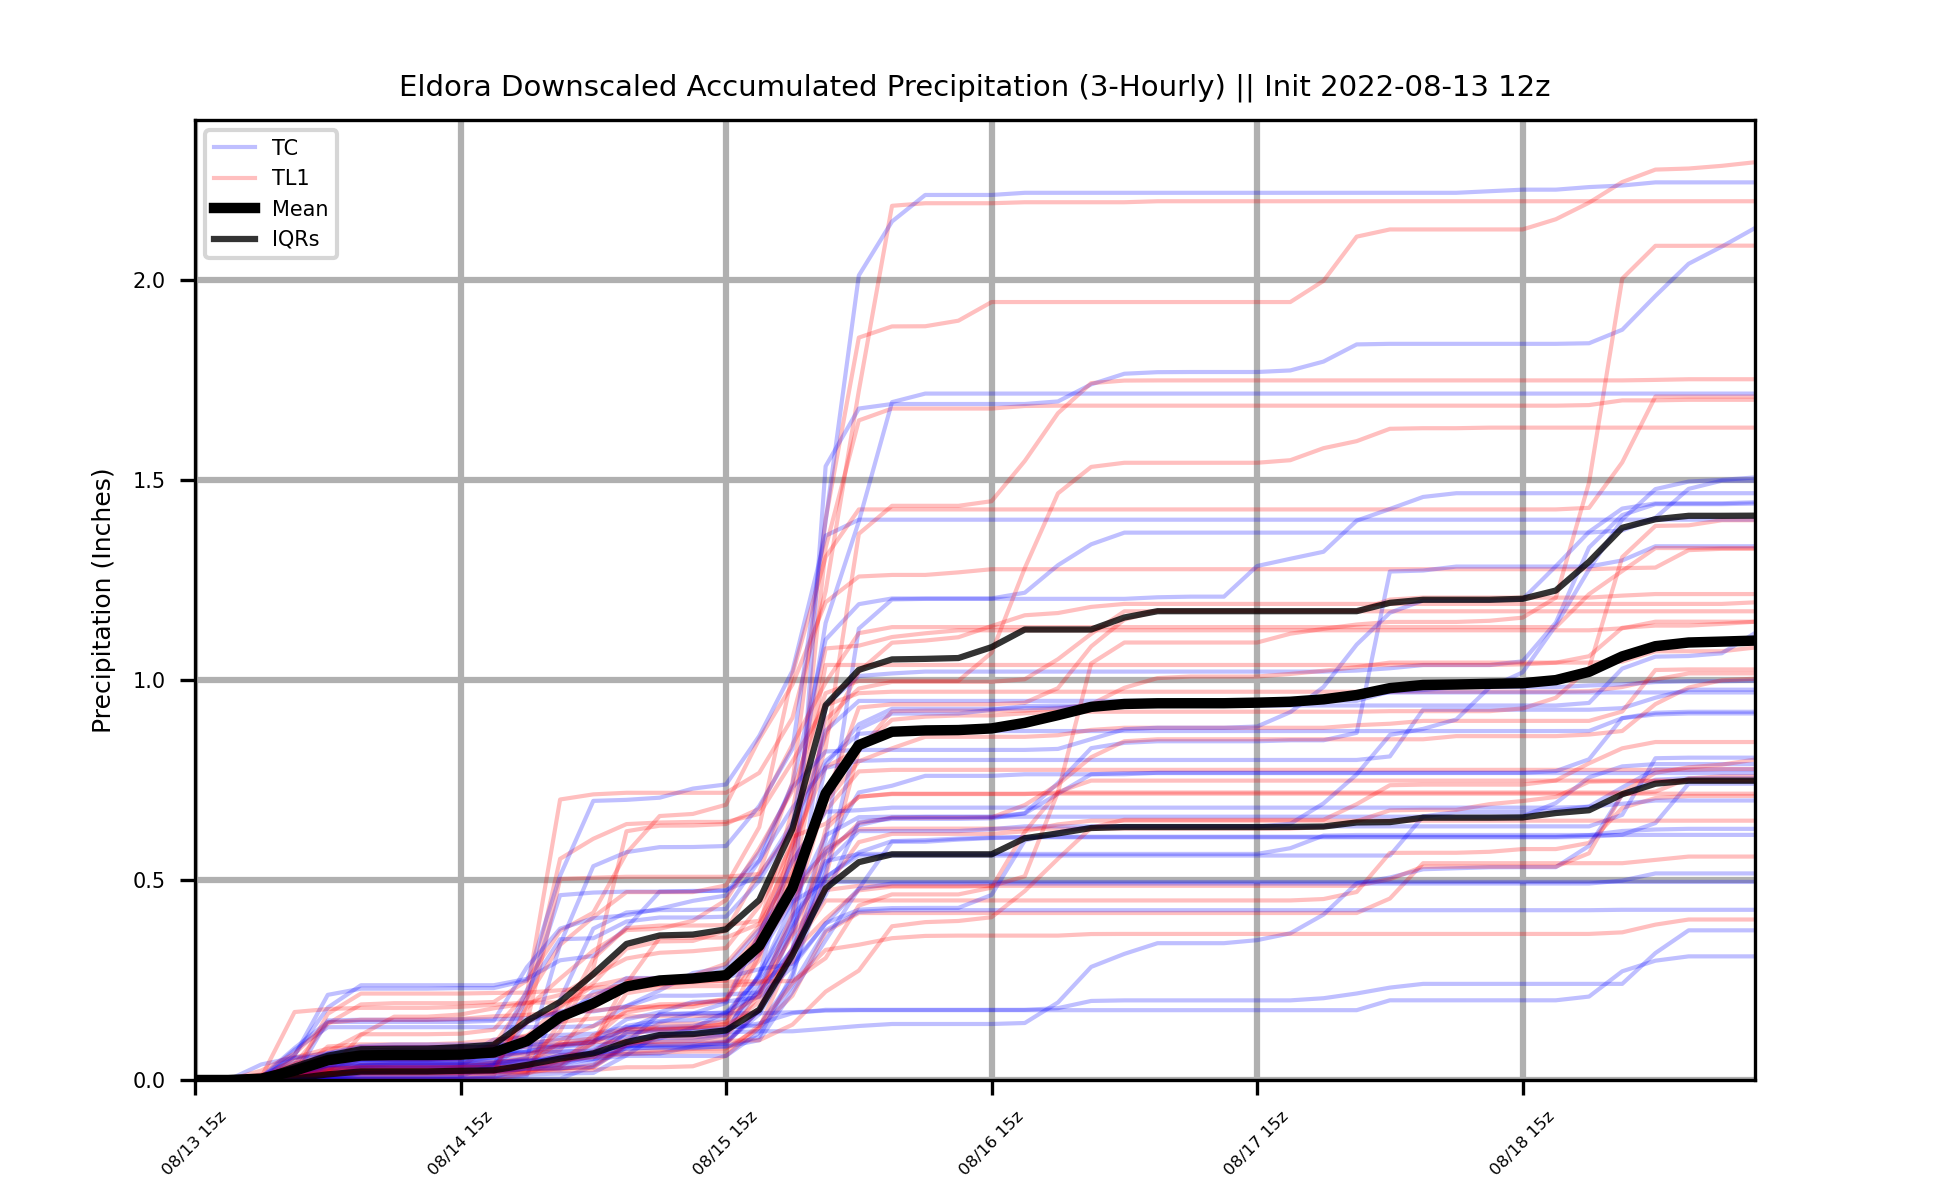 Eldora Downscaled Accumulated Precipitation (3-Hourly) || Init 2022-08-13 12z
TC
TL1
Mean
IQRs
Precipitation (Inches)
2.0
1.5
1.0
0.5
0.0
08/13 15z
08/14 15z
08/15 15z
08/16 15z
08/17 15z
08/18 15z